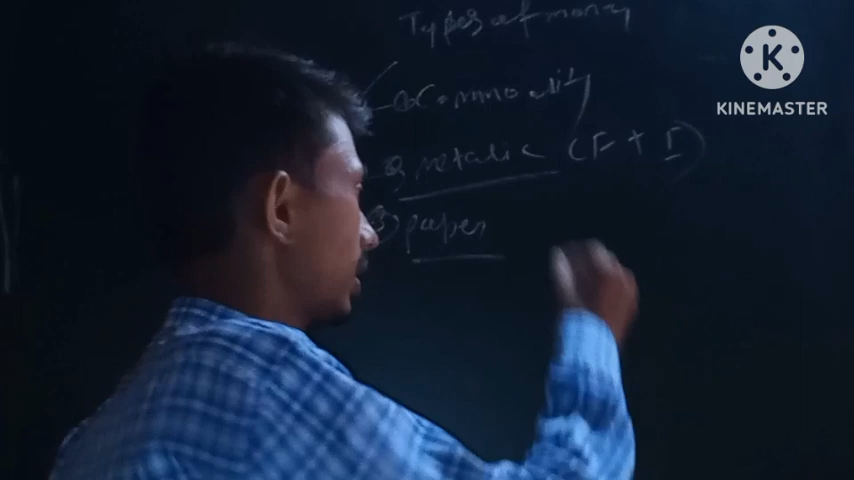 Types of money
① Commodity
② metalic (F + I)
③ paper
K
KINEMASTER